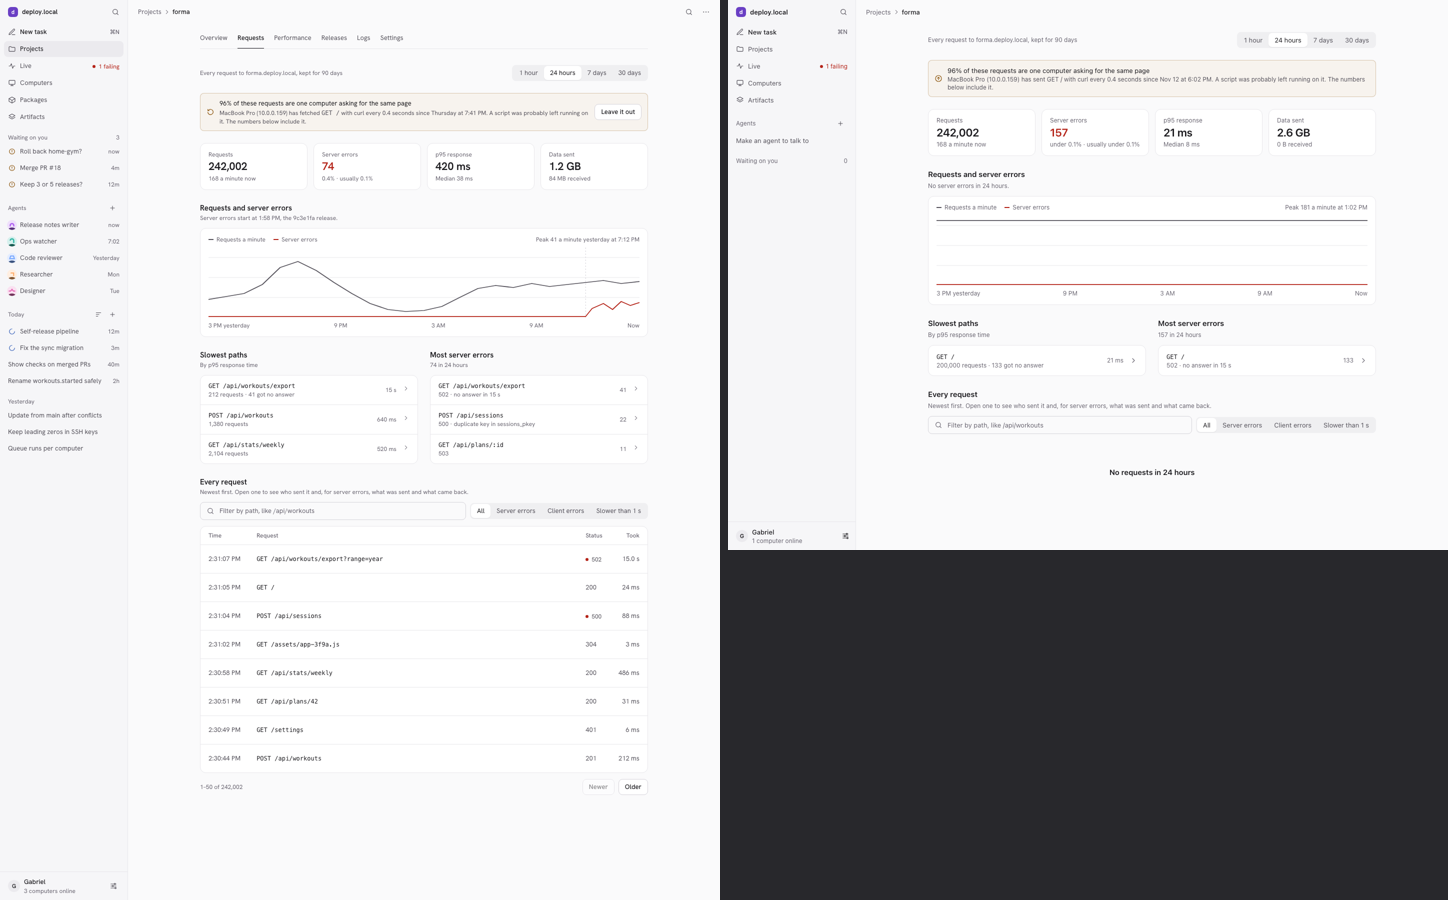 deploy.local
New task ⌘N
Projects
Live 1 failing
Computers
Packages
Artifacts
Waiting on you 3
Roll back home-gym? now
Merge PR #18 4m
Keep 3 or 5 releases? 12m
Agents
Release notes writer now
Ops watcher 7:02
Code reviewer Yesterday
Researcher Mon
Designer Tue
Today
Self-release pipeline 12m
Fix the sync migration 3m
Show checks on merged PRs 40m
Rename workouts.started safely 2h
Yesterday
Update from main after conflicts
Keep leading zeros in SSH keys
Queue runs per computer
G Gabriel
3 computers online
Projects > forma
Overview Requests Performance Releases Logs Settings
Every request to forma.deploy.local, kept for 90 days
1 hour 24 hours 7 days 30 days
96% of these requests are one computer asking for the same page
MacBook Pro (10.0.0.159) has fetched GET / with curl every 0.4 seconds since Thursday at 7:41 PM. A script was probably left running on
it. The numbers below include it.
Leave it out
Requests
242,002
168 a minute now
Server errors
74
0.4% · usually 0.1%
p95 response
420 ms
Median 38 ms
Data sent
1.2 GB
84 MB received
Requests and server errors
Server errors start at 1:58 PM, the 9c3e1fa release.
Requests a minute Server errors Peak 41 a minute yesterday at 7:12 PM
3 PM yesterday 9 PM 3 AM 9 AM Now
Slowest paths
By p95 response time
GET /api/workouts/export 15 s
212 requests · 41 got no answer
POST /api/workouts 640 ms
1,380 requests
GET /api/stats/weekly 520 ms
2,104 requests
Most server errors
74 in 24 hours
GET /api/workouts/export 41
502 · no answer in 15 s
POST /api/sessions 22
500 · duplicate key in sessions_pkey
GET /api/plans/:id 11
503
Every request
Newest first. Open one to see who sent it and, for server errors, what was sent and what came back.
Filter by path, like /api/workouts
All Server errors Client errors Slower than 1 s
Time Request Status Took
2:31:07 PM GET /api/workouts/export?range=year 502 15.0 s
2:31:05 PM GET / 200 24 ms
2:31:04 PM POST /api/sessions 500 88 ms
2:31:02 PM GET /assets/app-3f9a.js 304 3 ms
2:30:58 PM GET /api/stats/weekly 200 486 ms
2:30:51 PM GET /api/plans/42 200 31 ms
2:30:49 PM GET /settings 401 6 ms
2:30:44 PM POST /api/workouts 201 212 ms
1-50 of 242,002 Newer Older
deploy.local
New task ⌘N
Projects
Live 1 failing
Computers
Artifacts
Agents
Make an agent to talk to
Waiting on you 0
G Gabriel
1 computer online
Projects > forma
Every request to forma.deploy.local, kept for 90 days
1 hour 24 hours 7 days 30 days
96% of these requests are one computer asking for the same page
MacBook Pro (10.0.0.159) has sent GET / with curl every 0.4 seconds since Nov 12 at 6:02 PM. A script was probably left running on it. The numbers
below include it.
Requests
242,002
168 a minute now
Server errors
157
under 0.1% · usually under 0.1%
p95 response
21 ms
Median 8 ms
Data sent
2.6 GB
0 B received
Requests and server errors
No server errors in 24 hours.
Requests a minute Server errors Peak 181 a minute at 1:02 PM
3 PM yesterday 9 PM 3 AM 9 AM Now
Slowest paths
By p95 response time
GET / 21 ms
200,000 requests · 133 got no answer
Most server errors
157 in 24 hours
GET / 133
502 · no answer in 15 s
Every request
Newest first. Open one to see who sent it and, for server errors, what was sent and what came back.
Filter by path, like /api/workouts
All Server errors Client errors Slower than 1 s
No requests in 24 hours